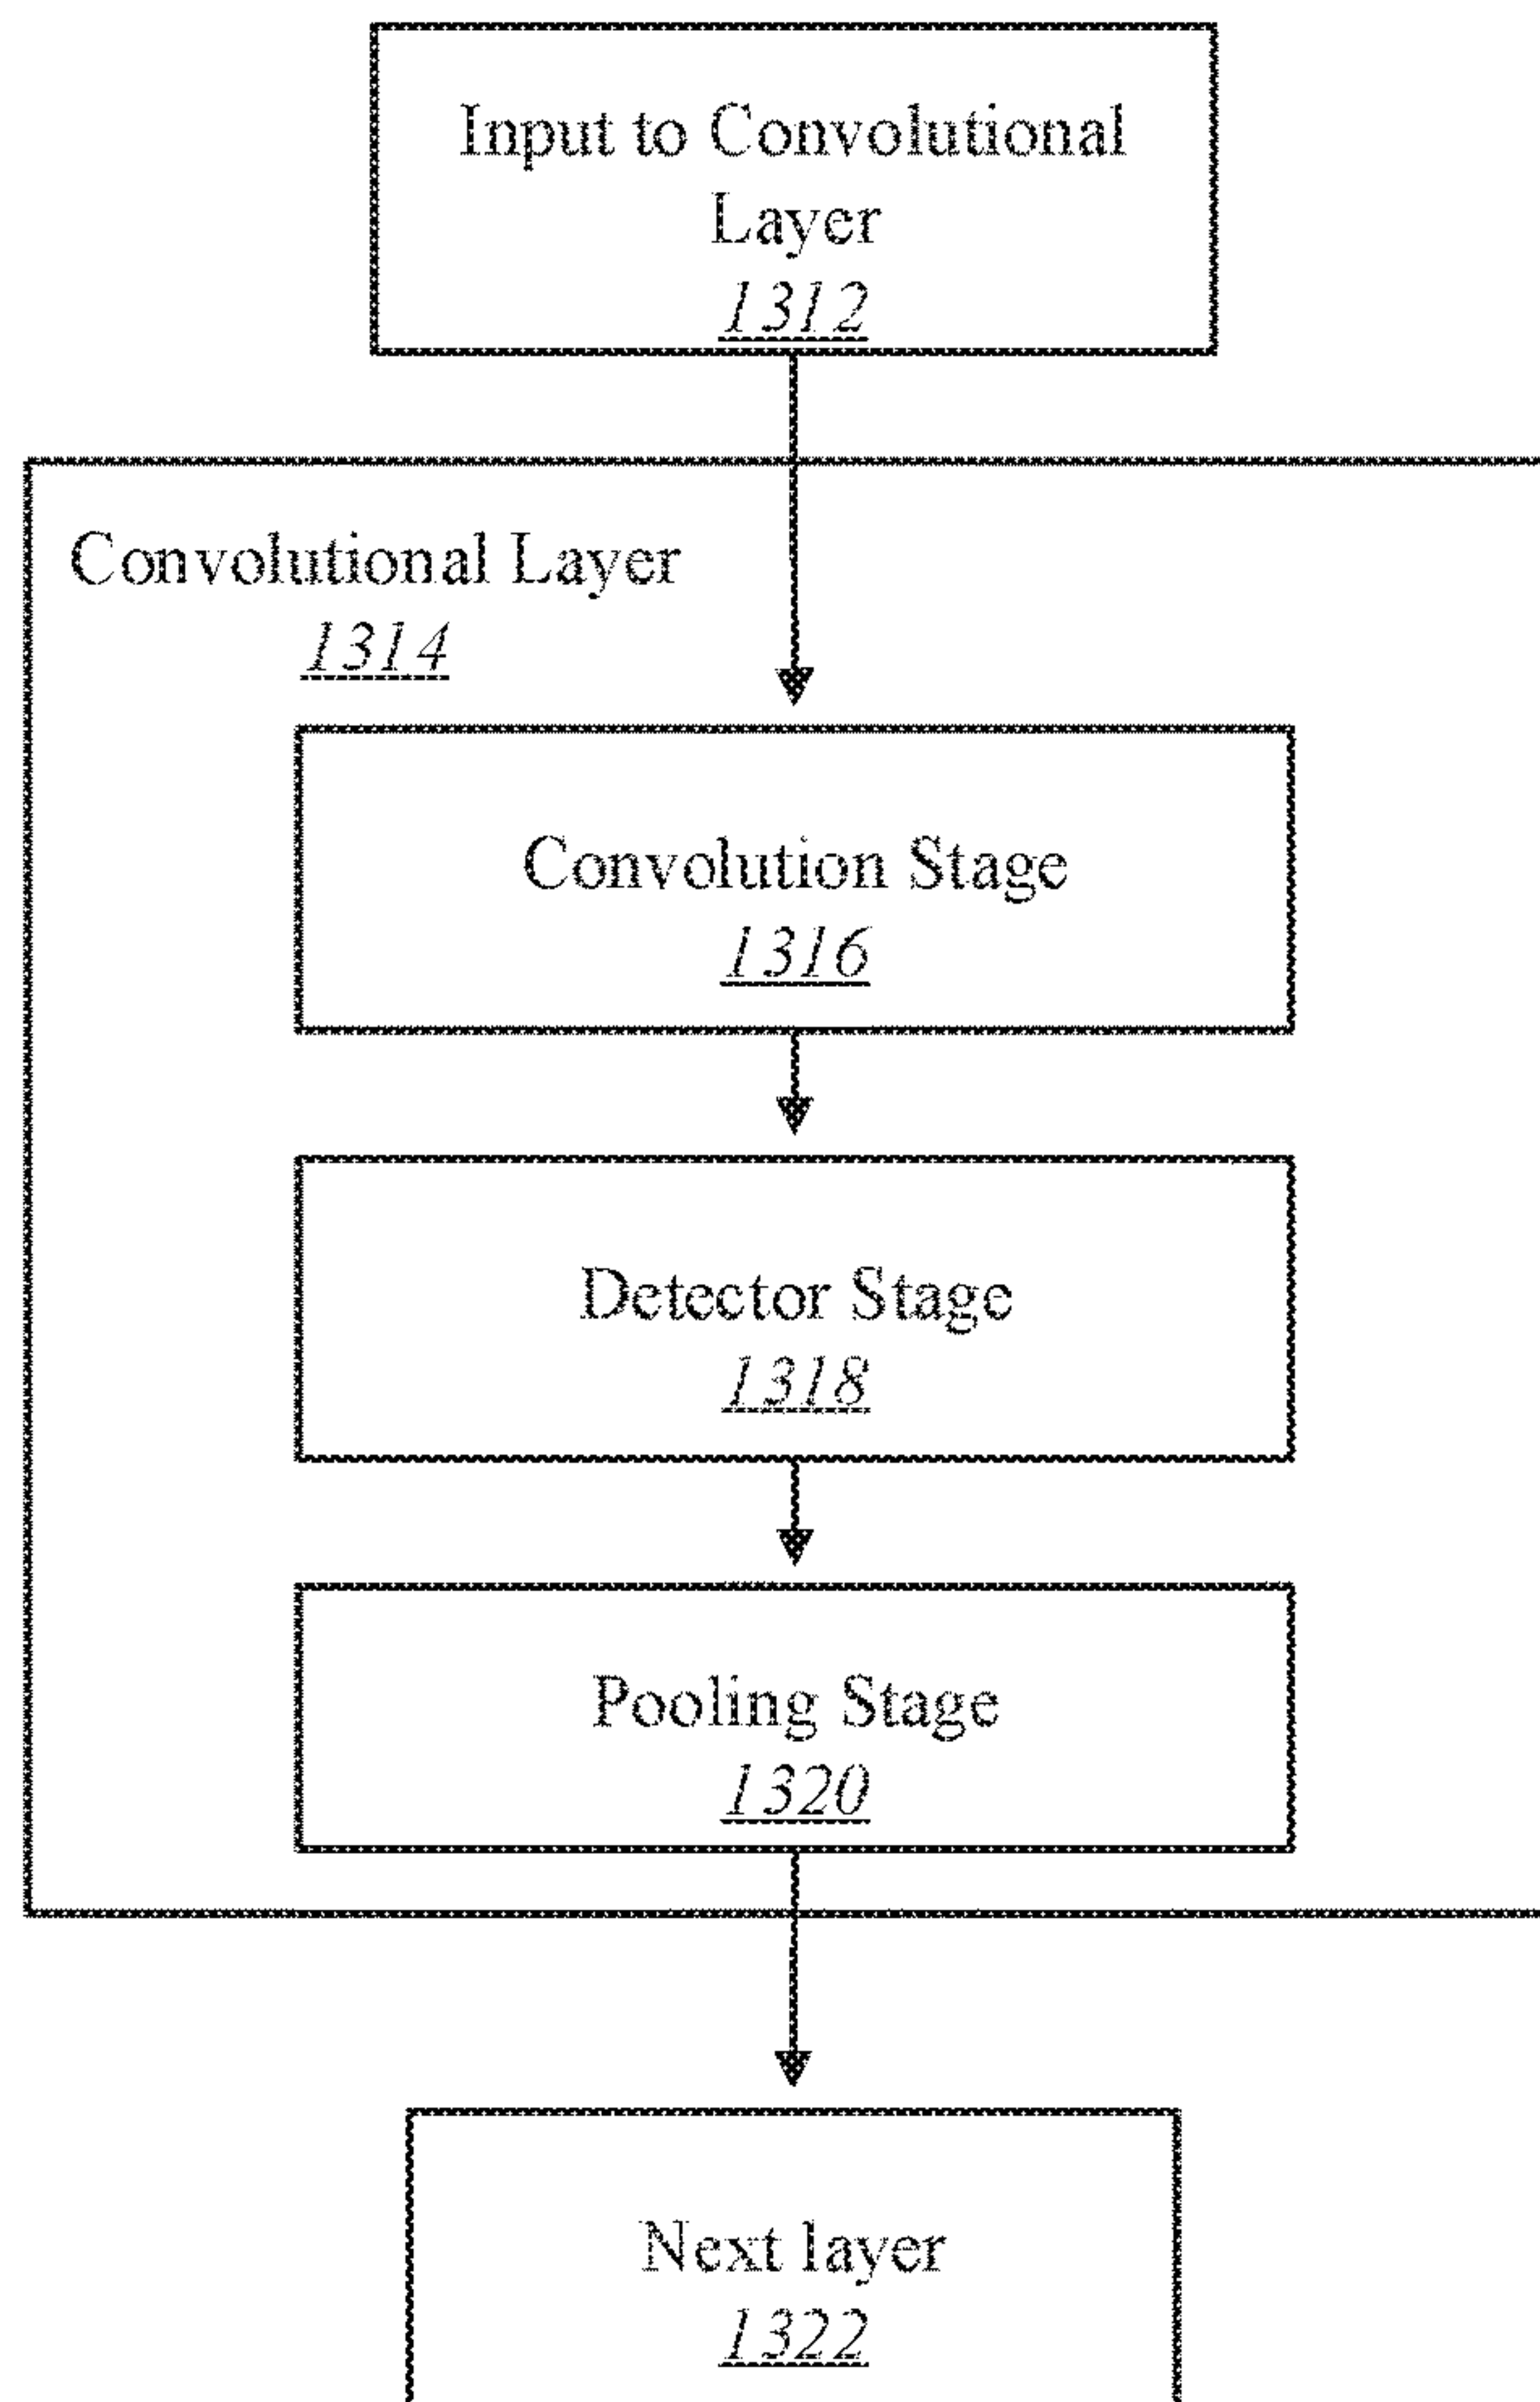 Input to Convolutional
Layer
1312
Convolutional Layer
1314
Convolution Stage
1316
Detector Stage
1318
Pooling Stage
1320
Next layer
1322